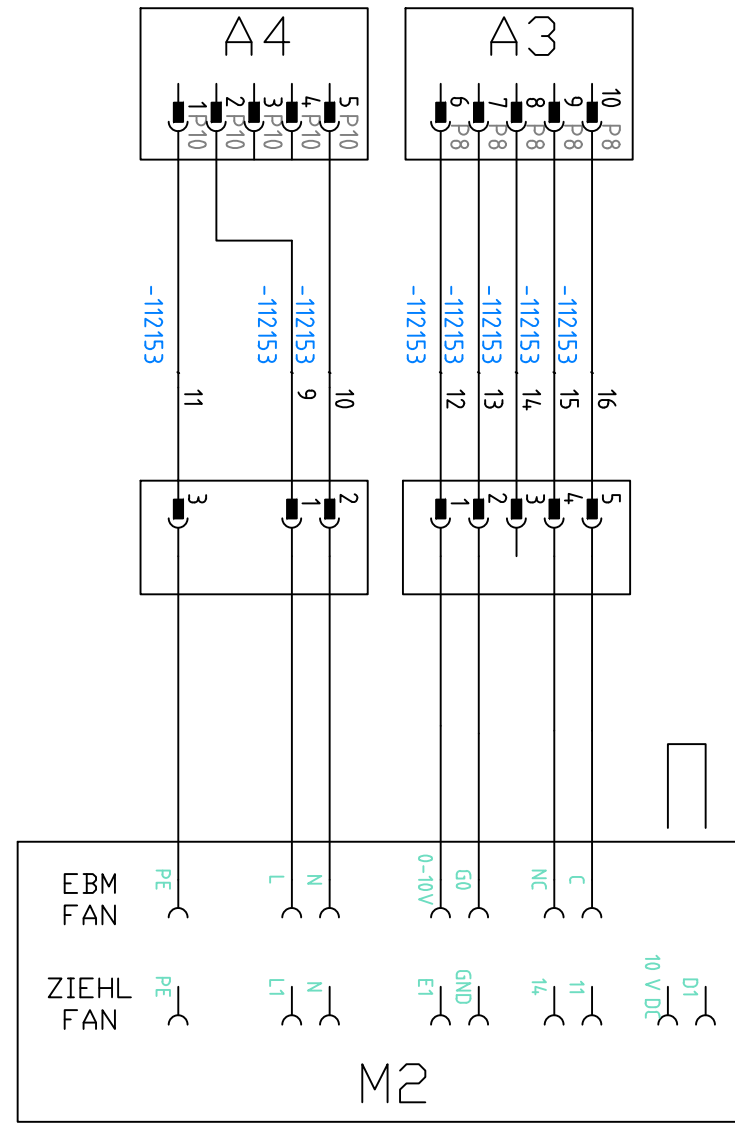 A4 A3
1 2 3 4 5 6 7 8 9 10
P10 P10 P10 P10 P10 P8 P8 P8 P8 P8
-112153 -112153 -112153 -112153 -112153 -112153 -112153 -112153
11 9 10 12 13 14 15 16
3 1 2 1 2 3 4 5
EBM
FAN
PE L N 0-10V G0 NC C
ZIEHL
FAN
PE L1 N E1 GND 14 11 10 V DC D1
M2